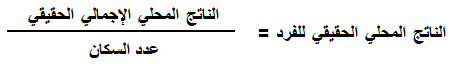 الناتج المحلي الحقيقي للفرد =
الناتج المحلي الإجمالي الحقيقي
عدد السكان